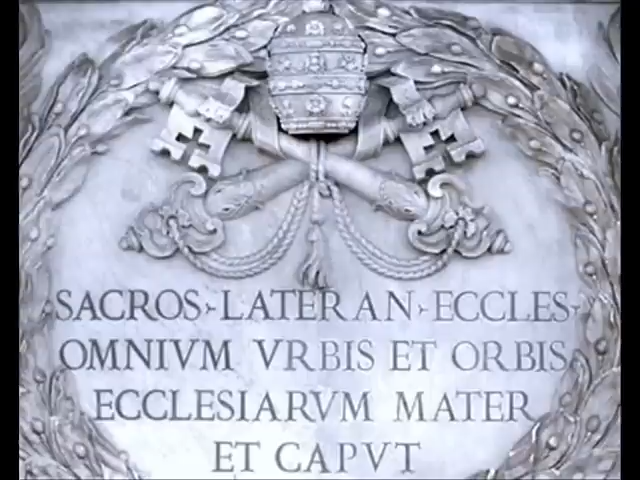 SACROS·LATERAN·ECCLES·
OMNIVM VRBIS ET ORBIS
ECCLESIARVM MATER
ET CAPVT